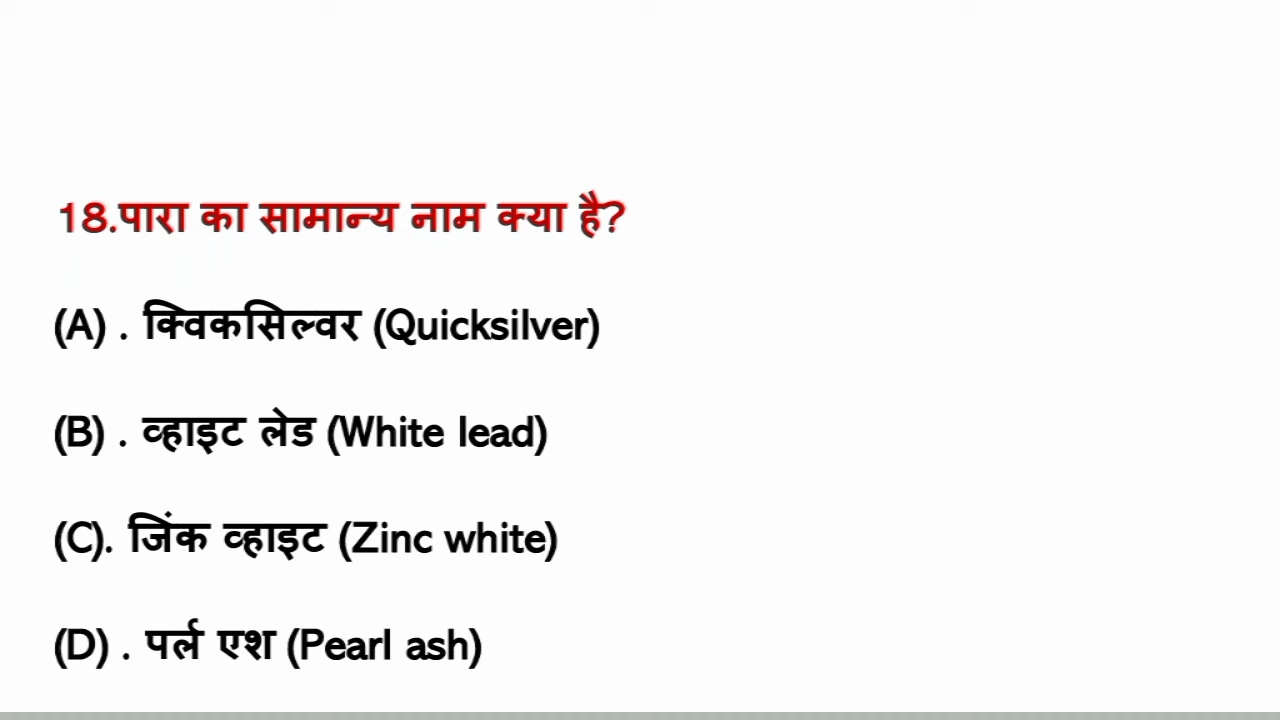 18.पारा का सामान्य नाम क्या है?
(A) . क्विकसिल्वर (Quicksilver)
(B) . व्हाइट लेड (White lead)
(C). जिंक व्हाइट (Zinc white)
(D) . पर्ल एश (Pearl ash)